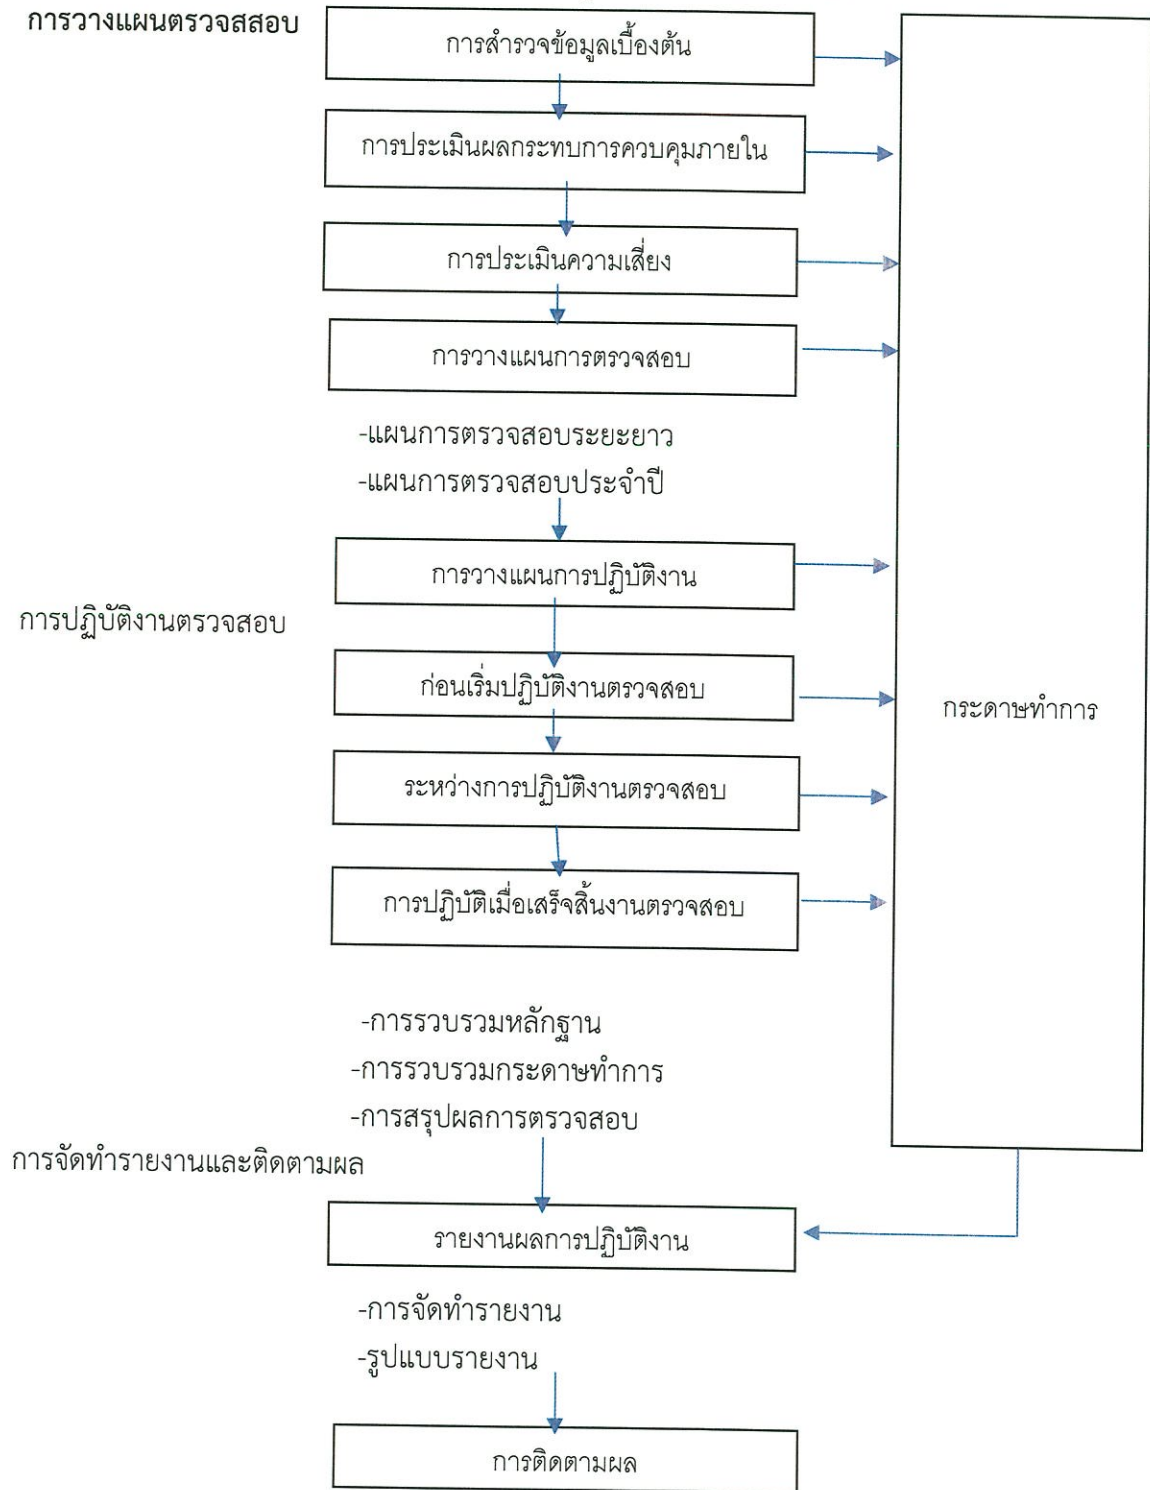 การวางแผนตรวจสสอบ
การสำรวจข้อมูลเบื้องต้น
การประเมินผลกระทบการควบคุมภายใน
การประเมินความเสี่ยง
การวางแผนการตรวจสอบ
-แผนการตรวจสอบระยะยาว
-แผนการตรวจสอบประจำปี
การวางแผนการปฏิบัติงาน
การปฏิบัติงานตรวจสอบ
ก่อนเริ่มปฏิบัติงานตรวจสอบ
กระดาษทำการ
ระหว่างการปฏิบัติงานตรวจสอบ
การปฏิบัติเมื่อเสร็จสิ้นงานตรวจสอบ
-การรวบรวมหลักฐาน
-การรวบรวมกระดาษทำการ
-การสรุปผลการตรวจสอบ
การจัดทำรายงานและติดตามผล
รายงานผลการปฏิบัติงาน
-การจัดทำรายงาน
-รูปแบบรายงาน
การติดตามผล